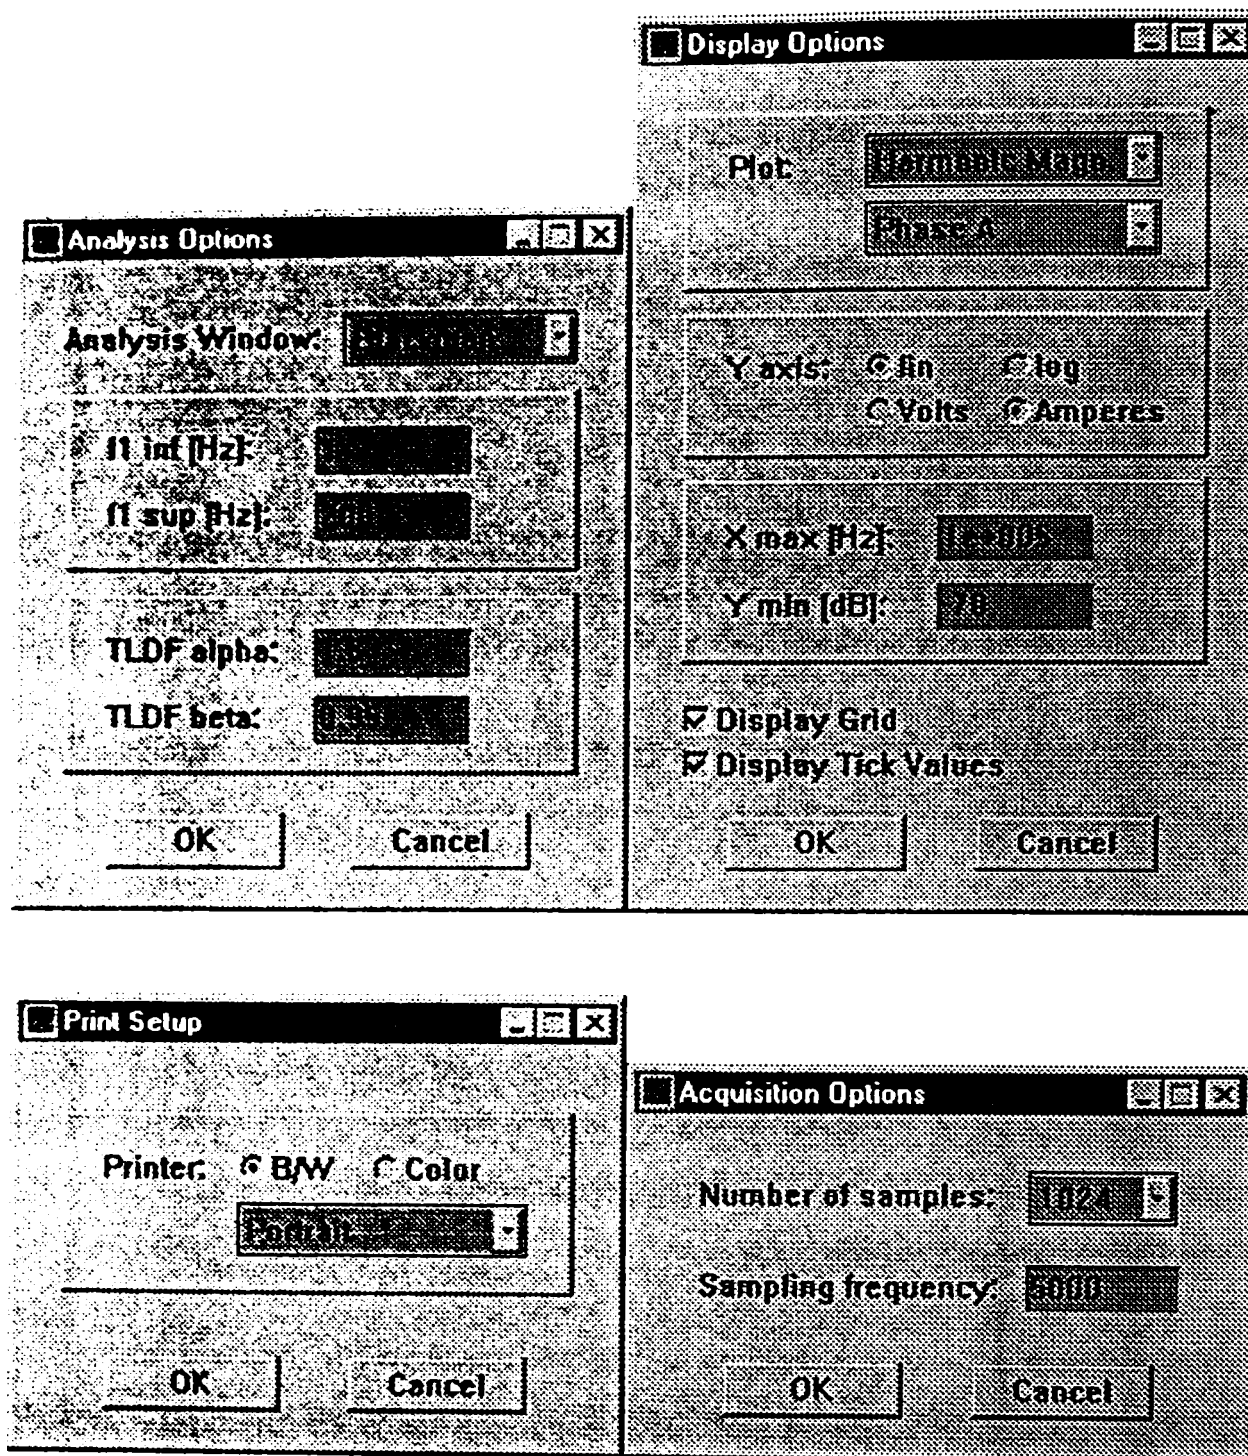 Display Options
Plot:
Phase A
Y axis: lin log
Volts Amperes
X max [Hz]: 1e+005
Y min [dB]:
Display Grid
Display Tick Values
OK Cancel
Analysis Options
Analysis Window:
f1 inf [Hz]:
f1 sup [Hz]:
TLDF alpha:
TLDF beta:
OK Cancel
Print Setup
Printer: B/W Color
Portrait
OK Cancel
Acquisition Options
Number of samples: 1024
Sampling frequency:
OK Cancel